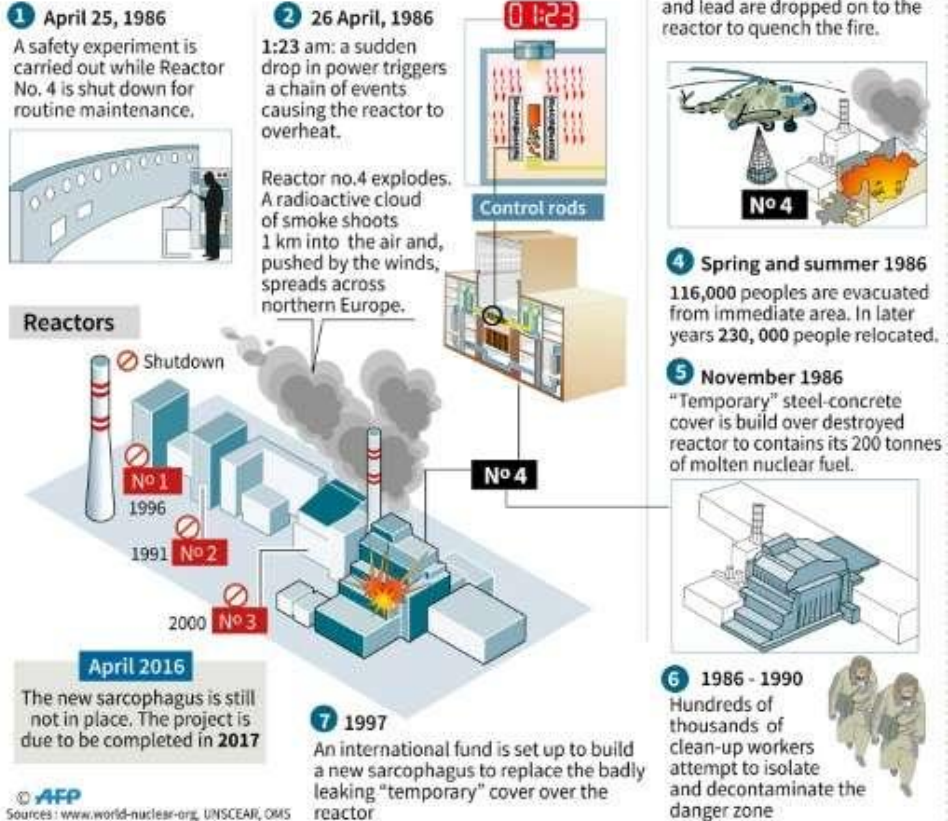 1 April 25, 1986
A safety experiment is
carried out while Reactor
No. 4 is shut down for
routine maintenance.
2 26 April, 1986
1:23 am: a sudden
drop in power triggers
a chain of events
causing the reactor to
overheat.
Reactor no.4 explodes.
A radioactive cloud
of smoke shoots
1 km into the air and,
pushed by the winds,
spreads across
northern Europe.
01:23
Control rods
and lead are dropped on to the
reactor to quench the fire.
Nº 4
4 Spring and summer 1986
116,000 peoples are evacuated
from immediate area. In later
years 230, 000 people relocated.
5 November 1986
"Temporary" steel-concrete
cover is build over destroyed
reactor to contains its 200 tonnes
of molten nuclear fuel.
Reactors
Shutdown
Nº 1
1996
1991 Nº 2
2000 Nº 3
Nº 4
April 2016
The new sarcophagus is still
not in place. The project is
due to be completed in 2017
6 1986 - 1990
Hundreds of
thousands of
clean-up workers
attempt to isolate
and decontaminate the
danger zone
7 1997
An international fund is set up to build
a new sarcophagus to replace the badly
leaking "temporary" cover over the
reactor
© AFP
Sources: www.world-nuclear-org, UNSCEAR, OMS